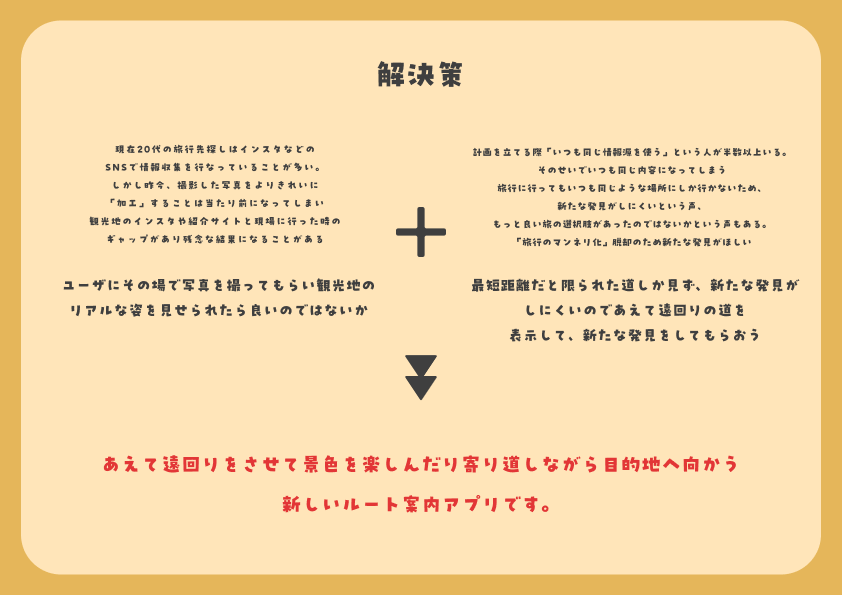 解決策
現在20代の旅行先探しはインスタなどの
SNSで情報収集を行なっていることが多い。
しかし昨今、撮影した写真をよりきれいに
「加工」することは当たり前になってしまい
観光地のインスタや紹介サイトと現場に行った時の
ギャップがあり残念な結果になることがある
ユーザにその場で写真を撮ってもらい観光地の
リアルな姿を見せられたら良いのではないか
計画を立てる際「いつも同じ情報源を使う」という人が半数以上いる。
そのせいでいつも同じ内容になってしまう
旅行に行ってもいつも同じような場所にしか行かないため、
新たな発見がしにくいという声、
もっと良い旅の選択肢があったのではないかという声もある。
「旅行のマンネリ化」脱却のため新たな発見がほしい
最短距離だと限られた道しか見ず、新たな発見が
しにくいのであえて遠回りの道を
表示して、新たな発見をしてもらおう
あえて遠回りをさせて景色を楽しんだり寄り道しながら目的地へ向かう
新しいルート案内アプリです。